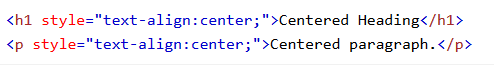 <h1 style="text-align:center;">Centered Heading</h1>
<p style="text-align:center;">Centered paragraph.</p>